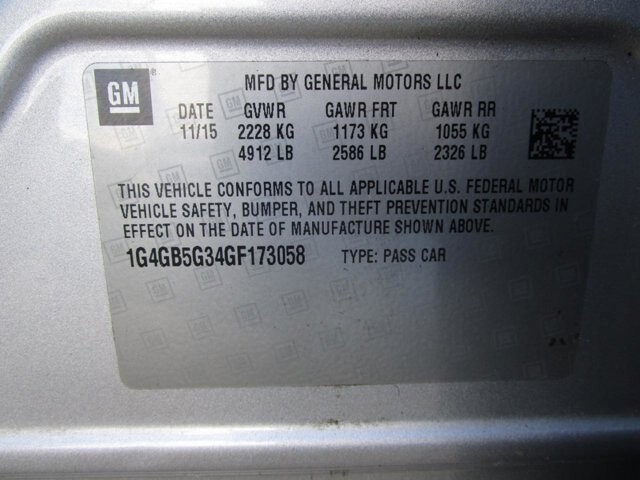 GM
MFD BY GENERAL MOTORS LLC
DATE GVWR GAWR FRT GAWR RR
11/15 2228 KG 1173 KG 1055 KG
4912 LB 2586 LB 2326 LB
THIS VEHICLE CONFORMS TO ALL APPLICABLE U.S. FEDERAL MOTOR
VEHICLE SAFETY, BUMPER, AND THEFT PREVENTION STANDARDS IN
EFFECT ON THE DATE OF MANUFACTURE SHOWN ABOVE.
1G4GB5G34GF173058 TYPE: PASS CAR